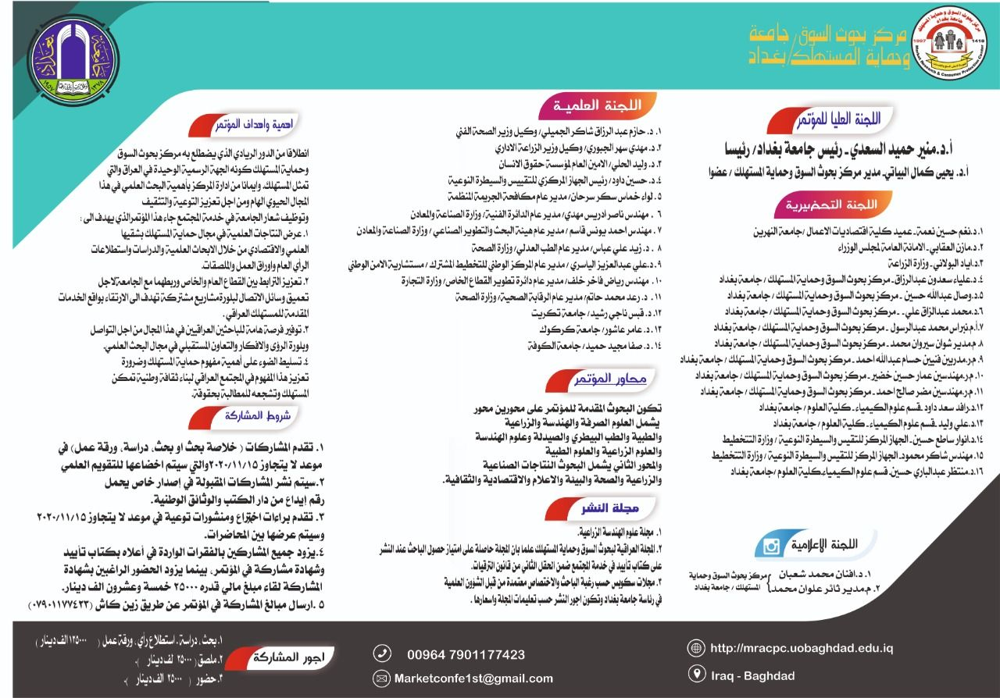 مركز بحوث السوق / جامعة
وحماية المستهلك / بغداد
مركز بحوث السوق وحماية المستهلك
جامعة بغداد
1997
1418
Market Research & Consumer Protection Center
جامعة بغداد
١٩٥٧
١٣٧٨
اللجنة العليا للمؤتمر
أ.د.منير حميد السعدي ـ رئيس جامعة بغداد/ رئيسا
أ.د. يحيى كمال البياتي ـ مدير مركز بحوث السوق وحماية المستهلك / عضوا
اللجنة التحضيرية
١.د.نغم حسين نعمة ـ عميد كلية اقتصاديات الاعمال /جامعة النهرين
٢.د.مازن العقابي ـ الامانة العامة لمجلس الوزراء
٣.د.اياد البولاني ـ وزارة الزراعة
٤.د.علياء سعدون عبدالرزاق ـ مركز بحوث السوق وحماية المستهلك / جامعة بغداد
٥.د.وصال عبدالله حسين ـ مركز بحوث السوق وحماية المستهلك / جامعة بغداد
٦.د.محمد عبدالزاق علي ـ ـ مركز بحوث السوق وحماية المستهلك / جامعة بغداد
٧.أ.م.نبراس محمد عبدالرسول ـ مركز بحوث السوق وحماية المستهلك / جامعة بغداد
٨. م.مدير شوان سيروان محمد ـ مركز بحوث السوق وحماية المستهلك / جامعة بغداد
٩. م.ر.مدربين فنيين حسام عبدالله احمد ـ مركز بحوث السوق وحماية المستهلك / جامعة بغداد
١٠. م.ر.مهندسين عمار حسين خضير ـ مركز بحوث السوق وحماية المستهلك / جامعة بغداد
١١. م.ر.مهندسين مضر صالح احمد ـ مركز بحوث السوق وحماية المستهلك / جامعة بغداد
١٢.د.رافد سعد داود ـ قسم علوم الكيمياء ـ كلية العلوم / جامعة بغداد
١٣.د.علي وليد ـ قسم علوم الكيمياء ـ كلية العلوم / جامعة بغداد
١٤.د.انوار ساطع حسين ـ الجهاز المركز للتقيس والسيطرة النوعية / وزارة التتخطيط
١٥. مهندس شاكر محمود ـ الجهاز المركز للتقيس والسيطرة النوعية / وزارة التتخطيط
١٦.د.منتظر عبدالباري حسين ـ قسم علوم الكيمياء ـ كلية العلوم /جامعة بغداد
اللجنة الإعلامية
١.د.افنان محمد شعبان
٢. م.مدير ثائر علوان محمد
مركز بحوث السوق وحماية
المستهلك / جامعة بغداد
اللجنة العلمية
١. د. حازم عبد الرزاق شاكر الجميلي/ وكيل وزير الصحة الفني
٢. د. مهدي سهر الجبوري/ وكيل وزير الزراعة الاداري
٣. د. وليد الحلي/ الامين العام لمؤسسة حقوق الانسان
٤. د. حسين داود/ رئيس الجهاز المركزي للتقييس والسيطرة النوعية
٥. لواء خماس سكر سرحان/ مدير عام مكافحة الجريمة المنظمة
٦ . مهندس ناصر ادريس مهدي/ مدير عام الدائرة الفنية/ وزارة الصناعة والمعادن
٧ . مهندس احمد يونس قاسم / مدير عام هيئة البحث والتطوير الصناعي / وزارة الصناعة والمعادن
٨ . د. زيد علي عباس/ مدير عام الطب العدلي/ وزارة الصحة
٩ .د.علي عبدالعزيز الياسري / مدير عام المركز الوطني للتخطيط المشترك / مستشارية الامن الوطني
١٠. مهندس رياض فاخر خلف/ مدير عام دائرة تطوير القطاع الخاص/ وزارة التجارة
١١ . د. رعد محمد حاتم/ مدير عام الرقابة الصحية/ وزارة الصحة
١٢. د. قبس ناجي رشيد/ جامعة تكريت
١٣. د. عامر عاشور/ جامعة كركوك
١٤. د. صفا مجيد حميد/ جامعة الكوفة
محاور المؤتمر
تكون البحوث المقدمة للمؤتمر على محورين محور
يشمل العلوم الصرفة والهندسة والزراعية
والطبية والطب البيطري والصيدلة وعلوم الهندسة
والعلوم الزراعية والعلوم الطبية
والمحور الثاني يشمل البحوث النتاجات الصناعية
والزراعية والصحة والبيئة والاعلام والاقتصادية والثقافية.
مجلة النشر
١. مجلة علوم الهندسة الزراعية.
٢. المجلة العراقية لبحوث السوق وحماية المستهلك علما بان المجلة حاصلة على امتياز حصول الباحث عند النشر
على كتاب تأييد في خدمة المجتمع ضمن الحقل الثاني من قانون الترقيات.
٣. مجلات سكوبس حسب رغبة الباحث والاختصاص معتمدة من قبل الشؤون العلمية
في رئاسة جامعة بغداد وتكون اجور النشر حسب تعليمات المجلة واسعارها .
اهمية واهداف المؤتمر
انطلاقا من الدور الريادي الذي يضطلع به مركز بحوث السوق
وحماية المستهلك كونه الجهة الرسمية الوحيدة في العراق والتي
تمثل المستهلك، وايمانا من ادارة المركز بأهمية البحث العلمي في هذا
المجال الحيوي الهام ومن اجل تعزيز التوعية والتثقيف
وتوظيف شعار الجامعة في خدمة المجتمع جاء هذا المؤتمر الذي يهدف الى :
١. عرض النتاجات العلمية في مجال حماية المستهلك بشقيها
العلمي والاقتصادي من خلال الابحاث العلمية والدراسات واستطلاعات
الرأي العام واوراق العمل والملصقات.
٢. تعزيز الترابط بين القطاع العام والخاص وربطهما مع الجامعة لاجل
تعميق وسائل الاتصال لبلورة مشاريع مشتركة تهدف الى الارتقاء بواقع الخدمات
المقدمة للمستهلك العراقي.
٣. توفير فرصة هامة للباحثين العراقيين في هذا المجال من اجل التواصل
وبلورة الرؤى والافكار والتعاون المستقبلي في مجال البحث العلمي.
٤. تسليط الضوء على أهمية مفهوم حماية المستهلك وضرورة
تعزيز هذا المفهوم في المجتمع العراقي لبناء ثقافة وطنية تمكن
المستهلك وتشجعه للمطالبة بحقوقة.
شروط المشاركة
١. تقدم المشاركات ( خلاصة بحث او بحث، دراسة، ورقة عمل) في
موعد لا يتجاوز ٢٠٢٠/١١/١٥والتي سيتم اخضاعها للتقويم العلمي
٢.سيتم نشر المشاركات المقبولة في إصدار خاص يحمل
رقم إيداع من دار الكتب والوثائق الوطنية.
٣. تقدم براءات اختراع ومنشورات توعية في موعد لا يتجاوز ٢٠٢٠/١١/١٥
وسيتم عرضها بين المحاضرات.
٤.يزود جميع المشاركين بالفقرات الواردة في أعلاه بكتاب تأييد
وشهادة مشاركة في المؤتمر، بينما يزود الحضور الراغبين بشهادة
المشاركة لقاء مبلغ مالي قدره ٢٥٠٠٠ خمسة وعشرون الف دينار.
٥ .ارسال مبالغ المشاركة في المؤتمر عن طريق زين كاش (٠٧٩٠١١٧٧٤٢٣)
اجور المشاركة
١. بحث ، دراسة ، استطلاع رأي، ورقة عمل ( ١٢٥٠٠٠ الف دينار )
٢. ملصق ( ٢٥٠٠٠ لف دينار ).
٣. حضور ( ٢٥٠٠٠ الف دينار ).
00964 7901177423
Marketconfe1st@gmail.com
http://mracpc.uobaghdad.edu.iq
Iraq - Baghdad